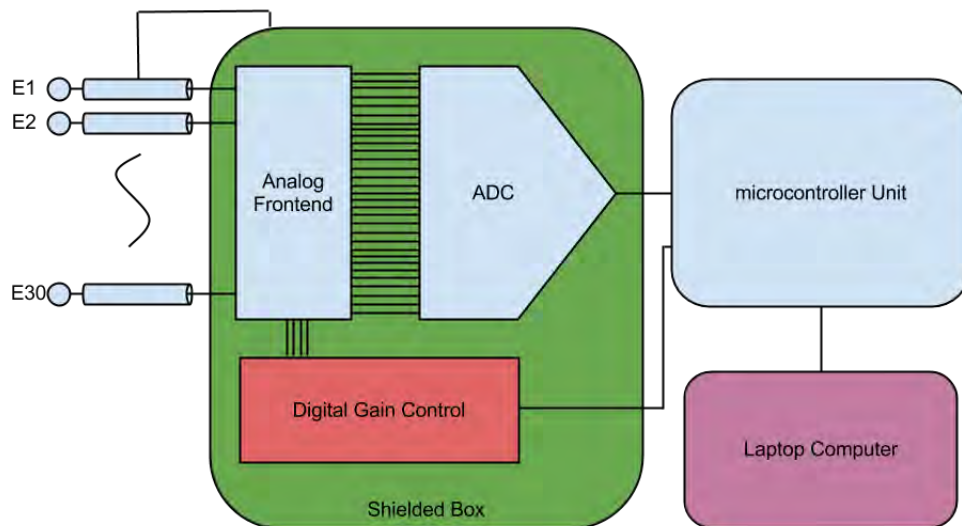 E1
E2
E30
Analog
Frontend
ADC
microcontroller Unit
Digital Gain Control
Laptop Computer
Shielded Box